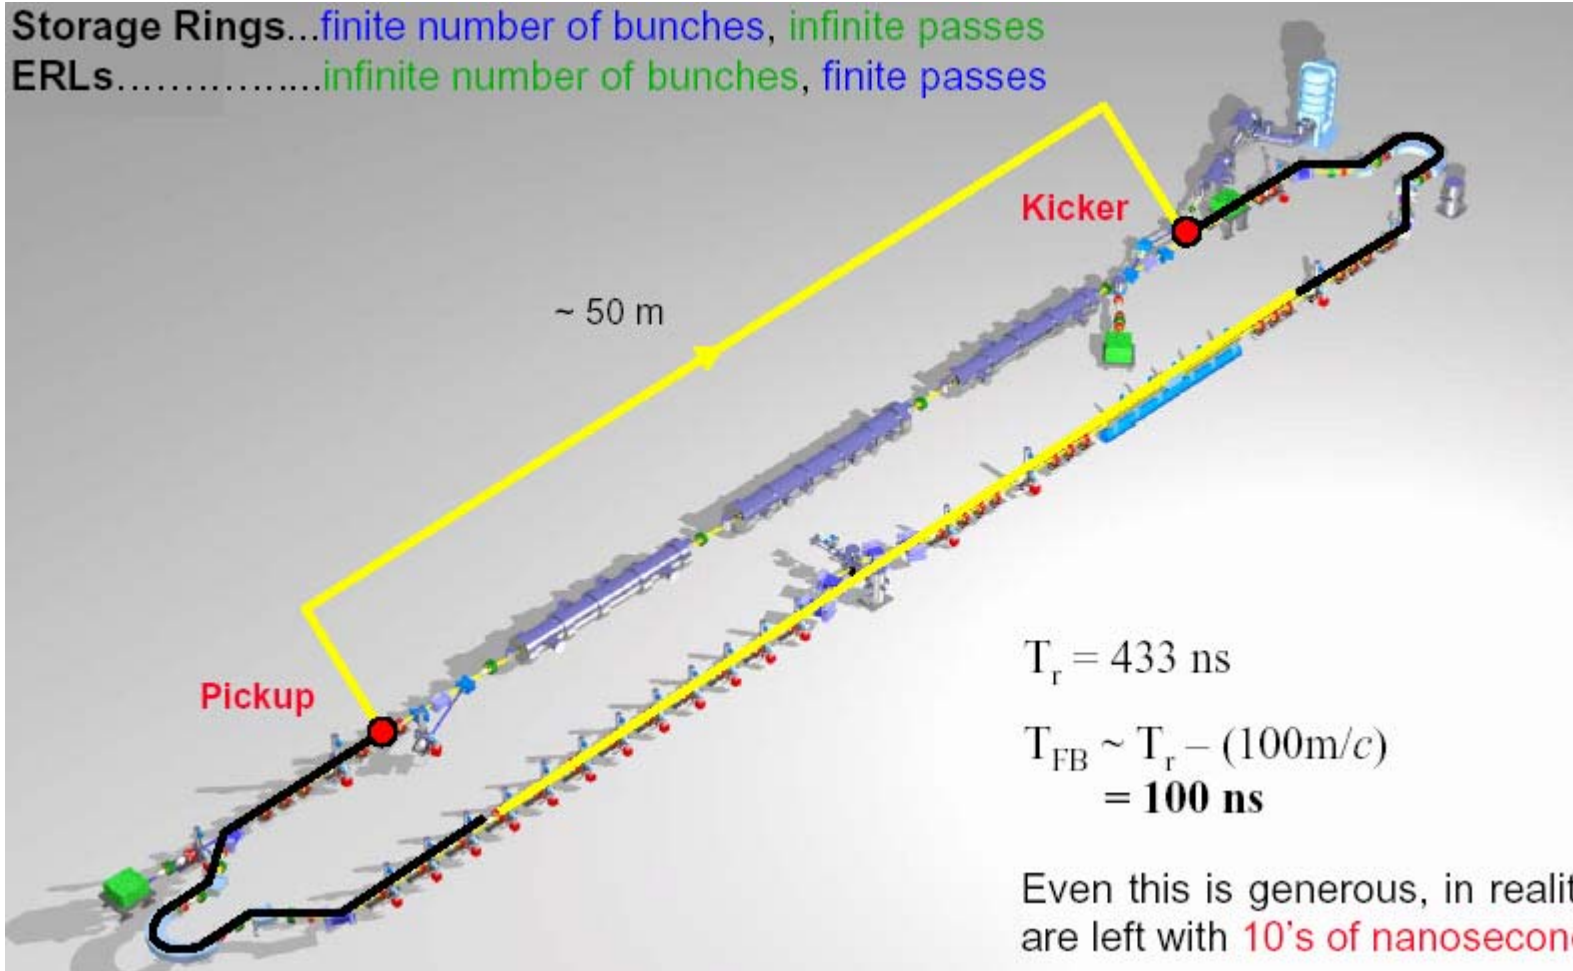 Storage Rings...finite number of bunches, infinite passes
ERLs................infinite number of bunches, finite passes
Kicker
~ 50 m
Pickup
Tr = 433 ns
TFB ~ Tr – (100m/c)
= 100 ns
Even this is generous, in realit
are left with 10's of nanosecon